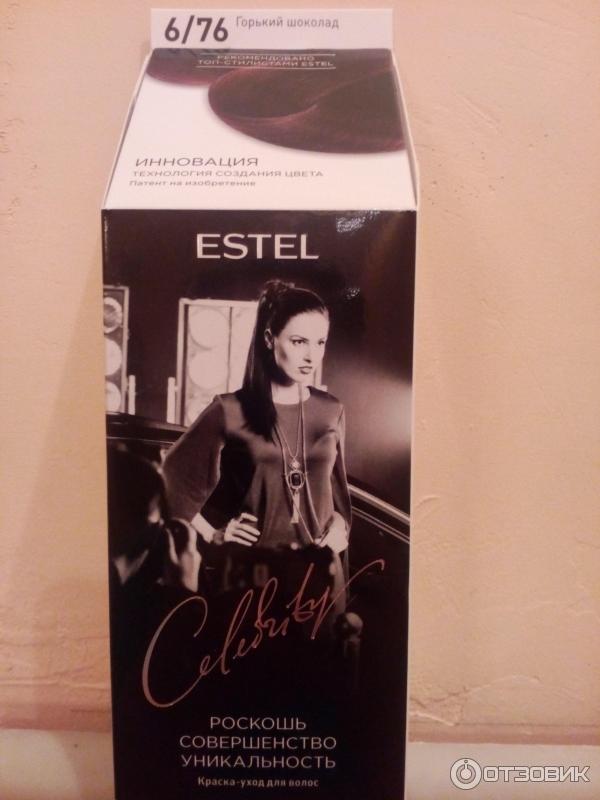 6/76 Горький шоколад
РЕКОМЕНДОВАНО
ТОП-СТИЛИСТАМИ ESTEL
ИННОВАЦИЯ
ТЕХНОЛОГИЯ СОЗДАНИЯ ЦВЕТА
Патент на изобретение
ESTEL
Celebrity
РОСКОШЬ
СОВЕРШЕНСТВО
УНИКАЛЬНОСТЬ
Краска-уход для волос
ОТЗОВИК